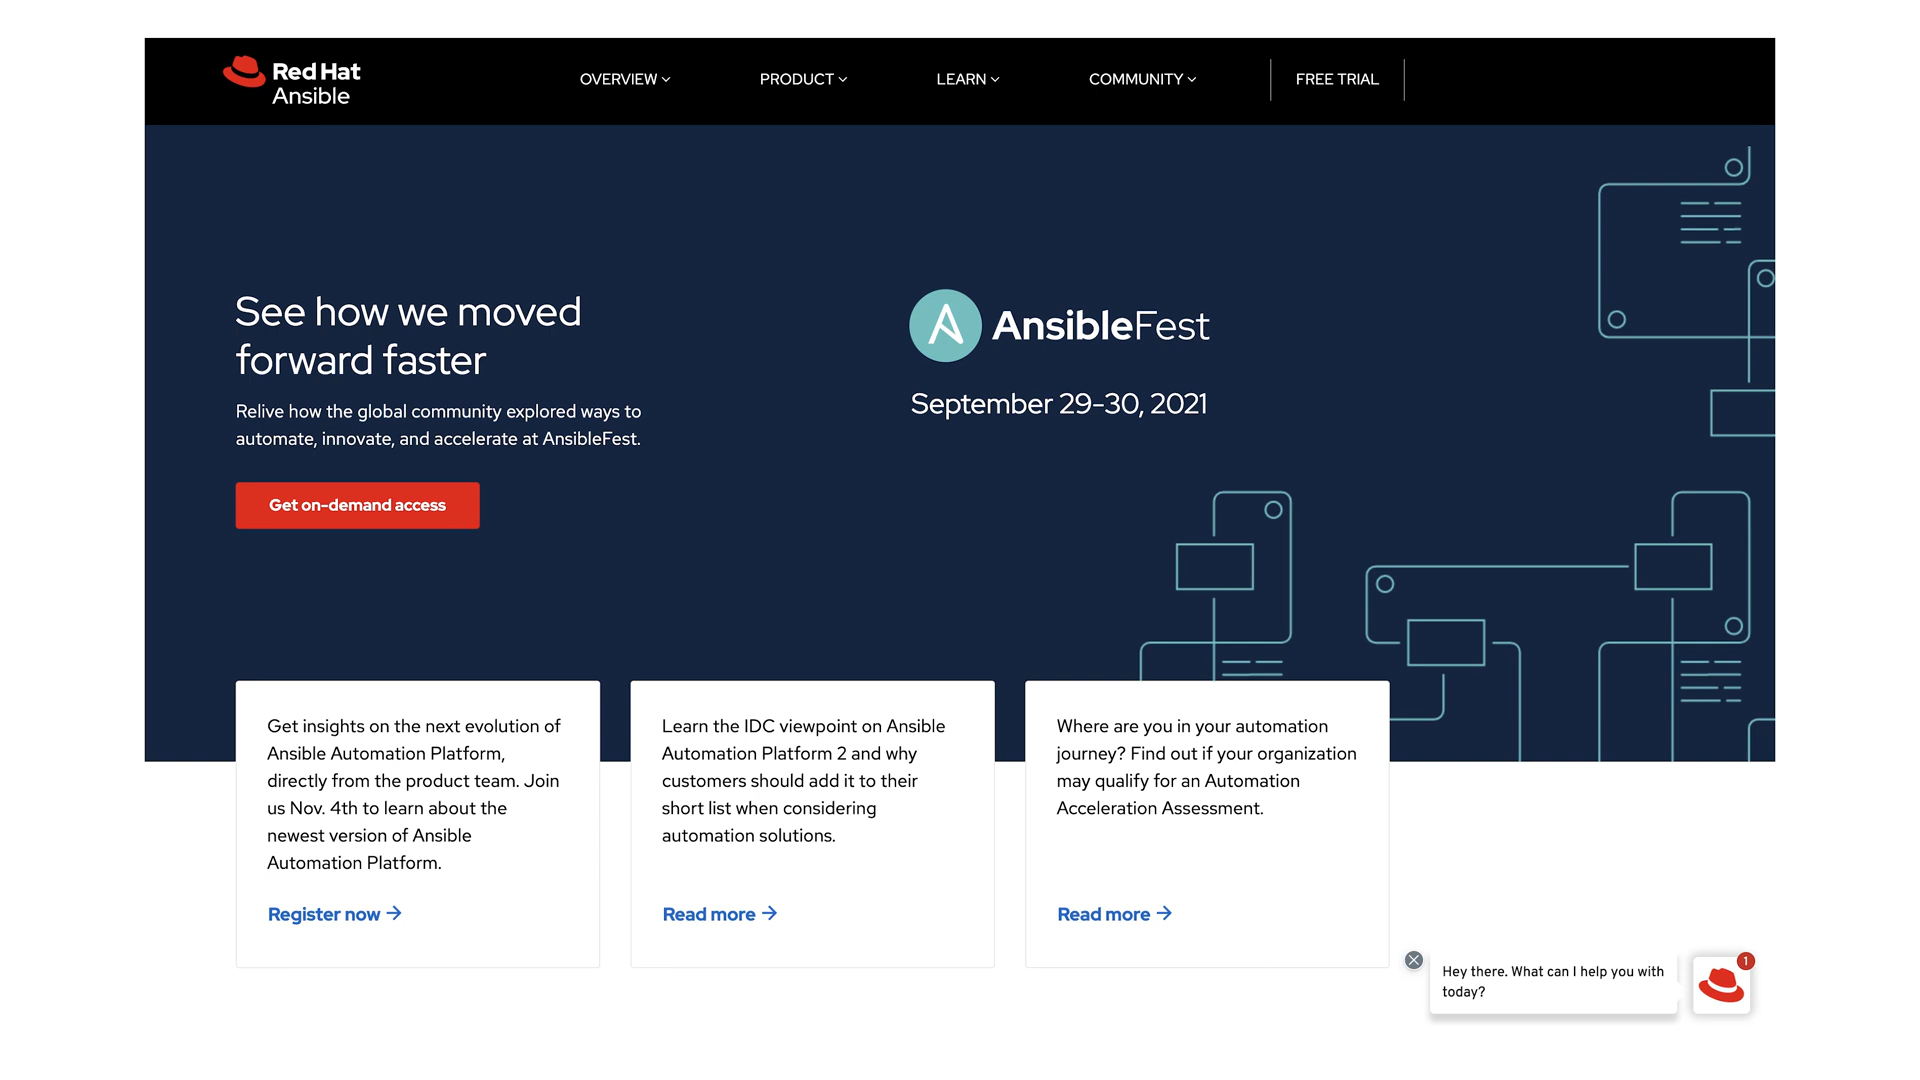 Red Hat
Ansible
OVERVIEW
PRODUCT
LEARN
COMMUNITY
FREE TRIAL
See how we moved
forward faster
Relive how the global community explored ways to
automate, innovate, and accelerate at AnsibleFest.
Get on-demand access
AnsibleFest
September 29-30, 2021
Get insights on the next evolution of
Ansible Automation Platform,
directly from the product team. Join
us Nov. 4th to learn about the
newest version of Ansible
Automation Platform.
Register now
Learn the IDC viewpoint on Ansible
Automation Platform 2 and why
customers should add it to their
short list when considering
automation solutions.
Read more
Where are you in your automation
journey? Find out if your organization
may qualify for an Automation
Acceleration Assessment.
Read more
Hey there. What can I help you with
today?
1